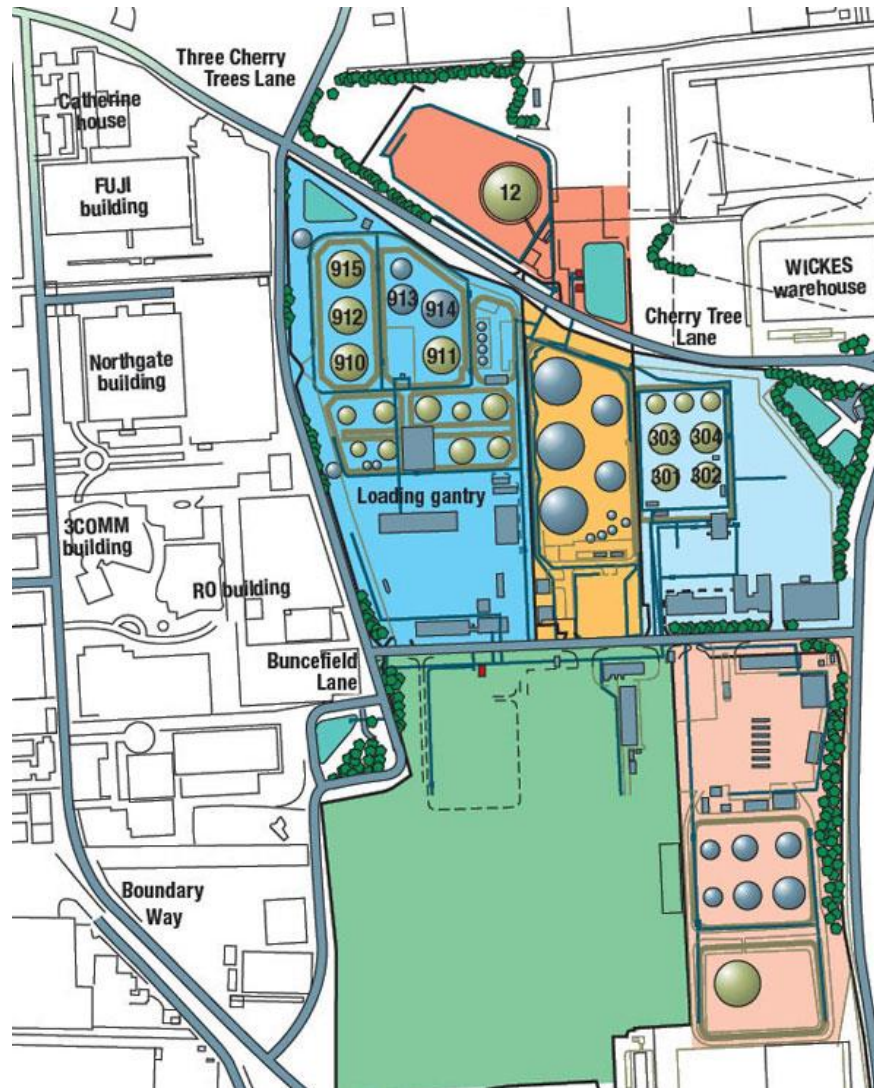 Three Cherry
Trees Lane
Catherine
house
FUJI
building
12
WICKES
warehouse
915
913
914
912
Cherry Tree
Lane
910
911
Northgate
building
303
304
301
302
Loading gantry
3COMM
building
RO building
Buncefield
Lane
Boundary
Way